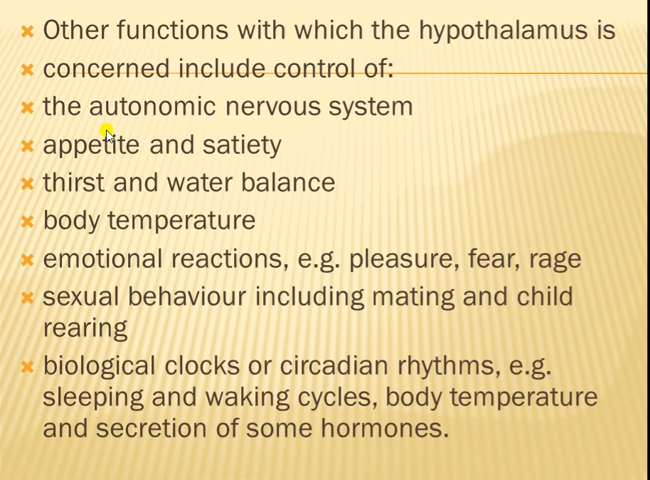 Other functions with which the hypothalamus is
concerned include control of:
the autonomic nervous system
appetite and satiety
thirst and water balance
body temperature
emotional reactions, e.g. pleasure, fear, rage
sexual behaviour including mating and child
rearing
biological clocks or circadian rhythms, e.g.
sleeping and waking cycles, body temperature
and secretion of some hormones.